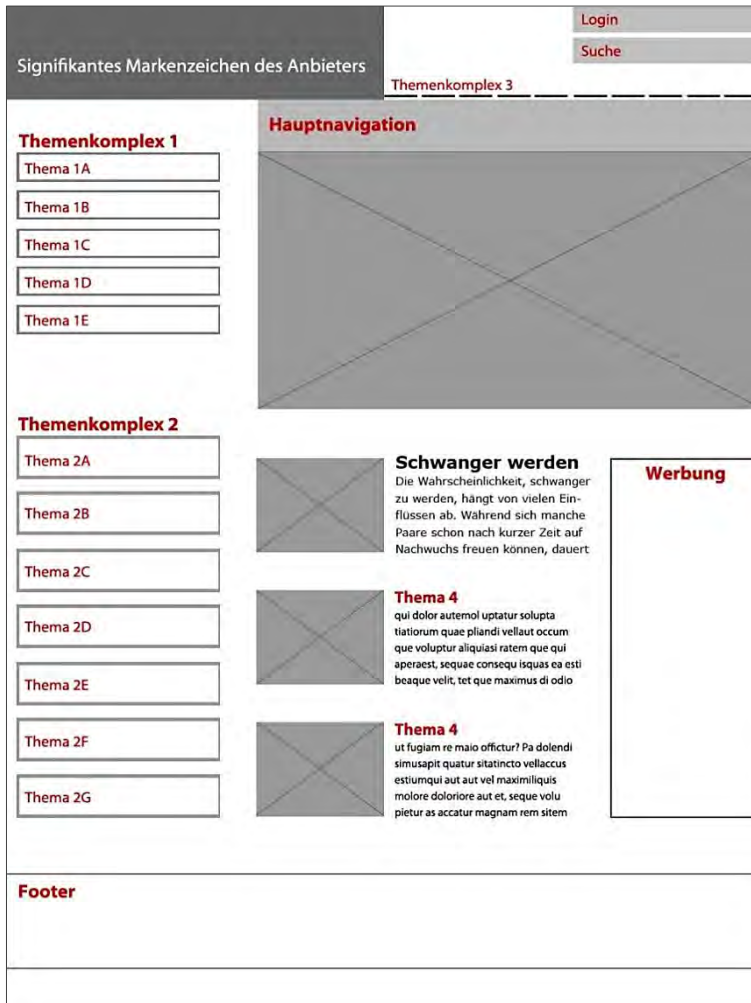 Signifikantes Markenzeichen des Anbieters
Login
Suche
Themenkomplex 3
Hauptnavigation
Themenkomplex 1
Thema 1A
Thema 1B
Thema 1C
Thema 1D
Thema 1E
Themenkomplex 2
Thema 2A
Thema 2B
Thema 2C
Thema 2D
Thema 2E
Thema 2F
Thema 2G
Schwanger werden
Die Wahrscheinlichkeit, schwanger
zu werden, hängt von vielen Ein-
flüssen ab. Während sich manche
Paare schon nach kurzer Zeit auf
Nachwuchs freuen können, dauert
Thema 4
qui dolor autemol uptatur solupta
tiatiorum quae pliandi vellaut occum
que voluptur aliquiasi ratem que qui
aperaest, sequae consequ isquas ea esti
beaque velit, tet que maximus di odio
Thema 4
ut fugiam re maio offictur? Pa dolendi
simusapit quatur sitatincto vellaccus
estiumqui aut aut vel maximiliquis
molore doloriore aut et, seque volu
pietur as accatur magnam rem sitem
Werbung
Footer